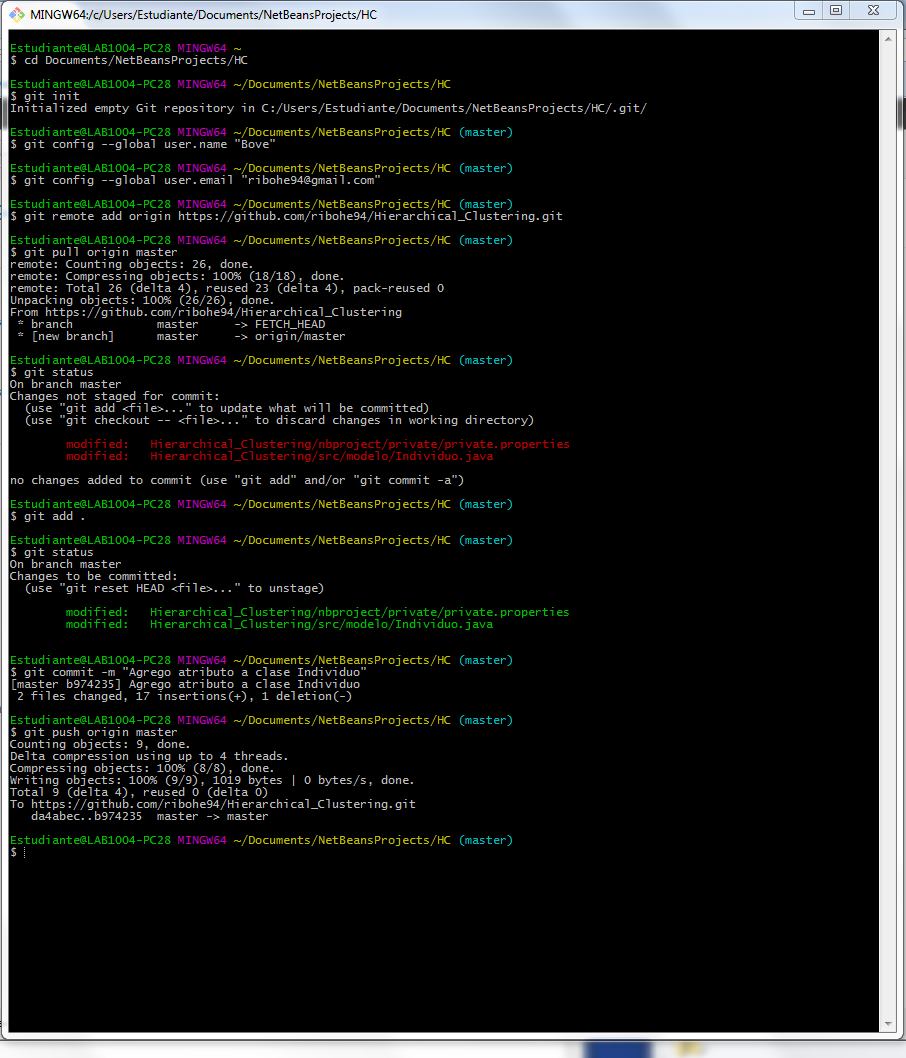 MINGW64:/c/Users/Estudiante/Documents/NetBeansProjects/HC
Estudiante@LAB1004-PC28 MINGW64 ~
$ cd Documents/NetBeansProjects/HC
Estudiante@LAB1004-PC28 MINGW64 ~/Documents/NetBeansProjects/HC
$ git init
Initialized empty Git repository in C:/Users/Estudiante/Documents/NetBeansProjects/HC/.git/
Estudiante@LAB1004-PC28 MINGW64 ~/Documents/NetBeansProjects/HC (master)
$ git config --global user.name "Bove"
Estudiante@LAB1004-PC28 MINGW64 ~/Documents/NetBeansProjects/HC (master)
$ git config --global user.email "ribohe94@gmail.com"
Estudiante@LAB1004-PC28 MINGW64 ~/Documents/NetBeansProjects/HC (master)
$ git remote add origin https://github.com/ribohe94/Hierarchical_Clustering.git
Estudiante@LAB1004-PC28 MINGW64 ~/Documents/NetBeansProjects/HC (master)
$ git pull origin master
remote: Counting objects: 26, done.
remote: Compressing objects: 100% (18/18), done.
remote: Total 26 (delta 4), reused 23 (delta 4), pack-reused 0
Unpacking objects: 100% (26/26), done.
From https://github.com/ribohe94/Hierarchical_Clustering
 * branch            master     -> FETCH_HEAD
 * [new branch]      master     -> origin/master
Estudiante@LAB1004-PC28 MINGW64 ~/Documents/NetBeansProjects/HC (master)
$ git status
On branch master
Changes not staged for commit:
  (use "git add <file>..." to update what will be committed)
  (use "git checkout -- <file>..." to discard changes in working directory)
        modified:   Hierarchical_Clustering/nbproject/private/private.properties
        modified:   Hierarchical_Clustering/src/modelo/Individuo.java
no changes added to commit (use "git add" and/or "git commit -a")
Estudiante@LAB1004-PC28 MINGW64 ~/Documents/NetBeansProjects/HC (master)
$ git add .
Estudiante@LAB1004-PC28 MINGW64 ~/Documents/NetBeansProjects/HC (master)
$ git status
On branch master
Changes to be committed:
  (use "git reset HEAD <file>..." to unstage)
        modified:   Hierarchical_Clustering/nbproject/private/private.properties
        modified:   Hierarchical_Clustering/src/modelo/Individuo.java
Estudiante@LAB1004-PC28 MINGW64 ~/Documents/NetBeansProjects/HC (master)
$ git commit -m "Agrego atributo a clase Individuo"
[master b974235] Agrego atributo a clase Individuo
 2 files changed, 17 insertions(+), 1 deletion(-)
Estudiante@LAB1004-PC28 MINGW64 ~/Documents/NetBeansProjects/HC (master)
$ git push origin master
Counting objects: 9, done.
Delta compression using up to 4 threads.
Compressing objects: 100% (8/8), done.
Writing objects: 100% (9/9), 1019 bytes | 0 bytes/s, done.
Total 9 (delta 4), reused 0 (delta 0)
To https://github.com/ribohe94/Hierarchical_Clustering.git
   da4abec..b974235  master -> master
Estudiante@LAB1004-PC28 MINGW64 ~/Documents/NetBeansProjects/HC (master)
$